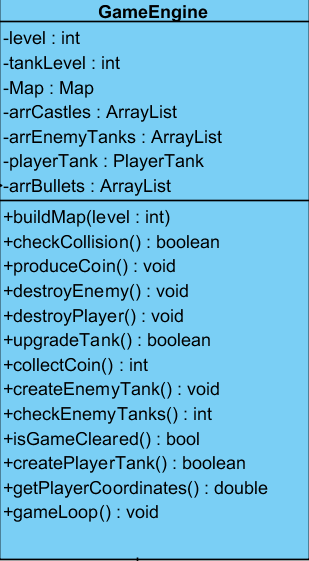 GameEngine
-level : int
-tankLevel : int
-Map : Map
-arrCastles : ArrayList
-arrEnemyTanks : ArrayList
-playerTank : PlayerTank
-arrBullets : ArrayList
+buildMap(level : int)
+checkCollision() : boolean
+produceCoin() : void
+destroyEnemy() : void
+destroyPlayer() : void
+upgradeTank() : boolean
+collectCoin() : int
+createEnemyTank() : void
+checkEnemyTanks() : int
+isGameCleared() : bool
+createPlayerTank() : boolean
+getPlayerCoordinates() : double
+gameLoop() : void